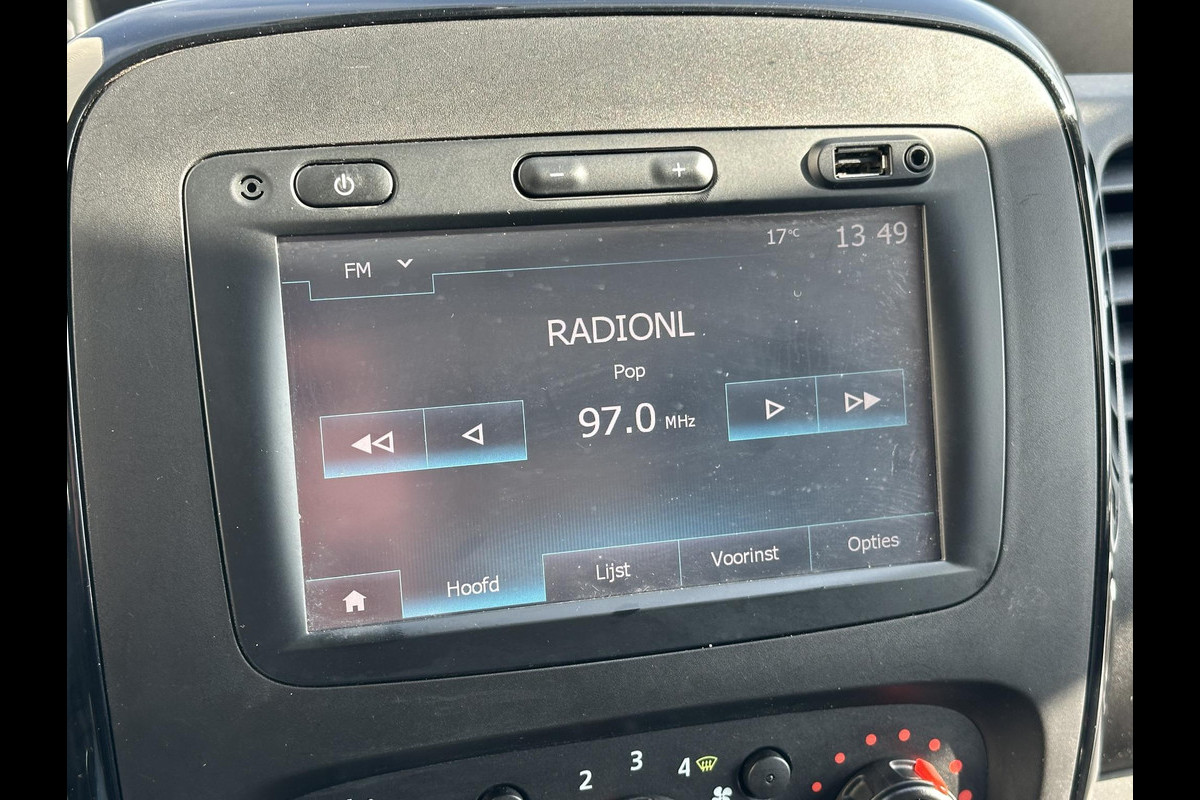 17°C 13 49
FM
RADIONL
Pop
97.0 MHz
Hoofd Lijst Voorinst Opties
2 3 4